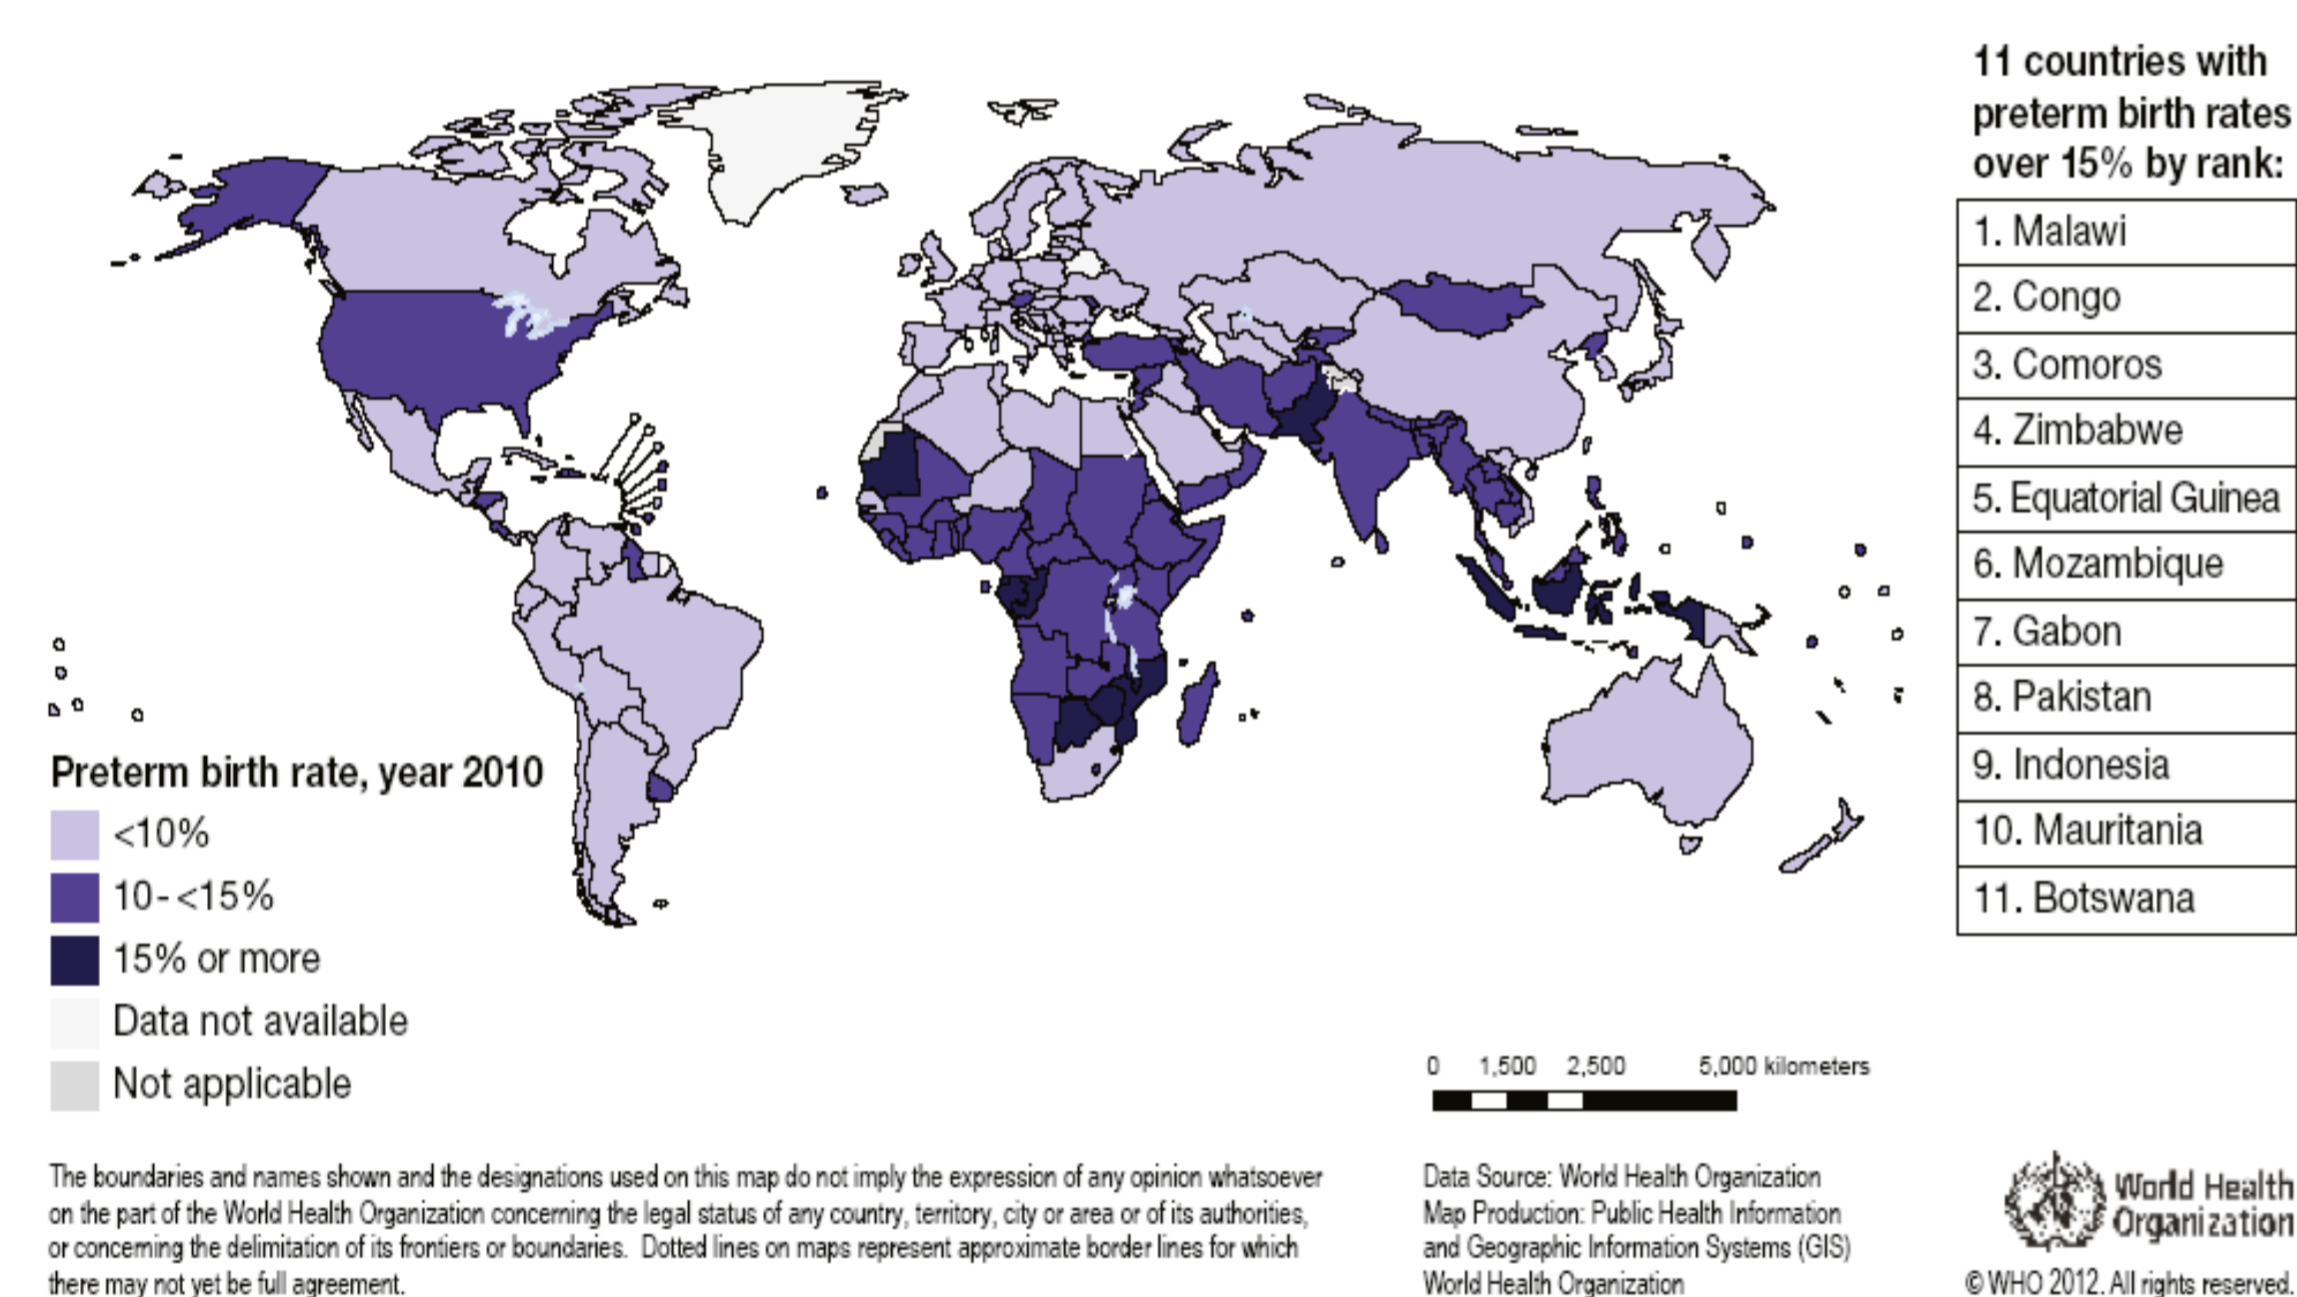 11 countries with
preterm birth rates
over 15% by rank:
1. Malawi
2. Congo
3. Comoros
4. Zimbabwe
5. Equatorial Guinea
6. Mozambique
7. Gabon
8. Pakistan
9. Indonesia
10. Mauritania
11. Botswana
Preterm birth rate, year 2010
<10%
10-<15%
15% or more
Data not available
Not applicable
0 1,500 2,500 5,000 kilometers
The boundaries and names shown and the designations used on this map do not imply the expression of any opinion whatsoever
on the part of the World Health Organization concerning the legal status of any country, territory, city or area or of its authorities,
or concerning the delimitation of its frontiers or boundaries. Dotted lines on maps represent approximate border lines for which
there may not yet be full agreement.
Data Source: World Health Organization
Map Production: Public Health Information
and Geographic Information Systems (GIS)
World Health Organization
World Health
Organization
© WHO 2012. All rights reserved.